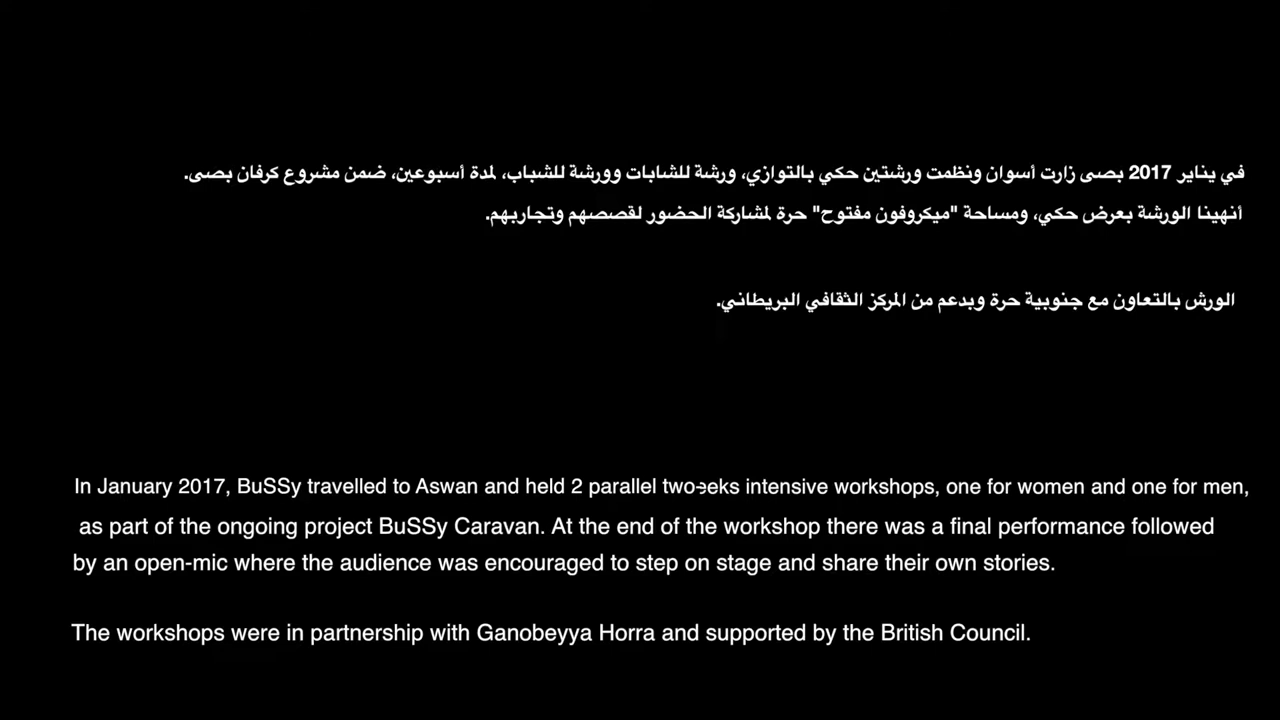 في يناير 2017 بصى زارت أسوان ونظمت ورشتين حكي بالتوازي، ورشة للشابات وورشة للشباب، لمدة أسبوعين، ضمن مشروع كرفان بصى.
أنهينا الورشة بعرض حكي، ومساحة "ميكروفون مفتوح" حرة لمشاركة الحضور لقصصهم وتجاربهم.
الورش بالتعاون مع جنوبية حرة وبدعم من المركز الثقافي البريطاني.
In January 2017, BuSSy travelled to Aswan and held 2 parallel intensive workshops, one for women and one for men,
as part of the ongoing project BuSSy Caravan. At the end of the workshop there was a final performance followed
by an open-mic where the audience was encouraged to step on stage and share their own stories.
The workshops were in partnership with Ganobeyya Horra and supported by the British Council.